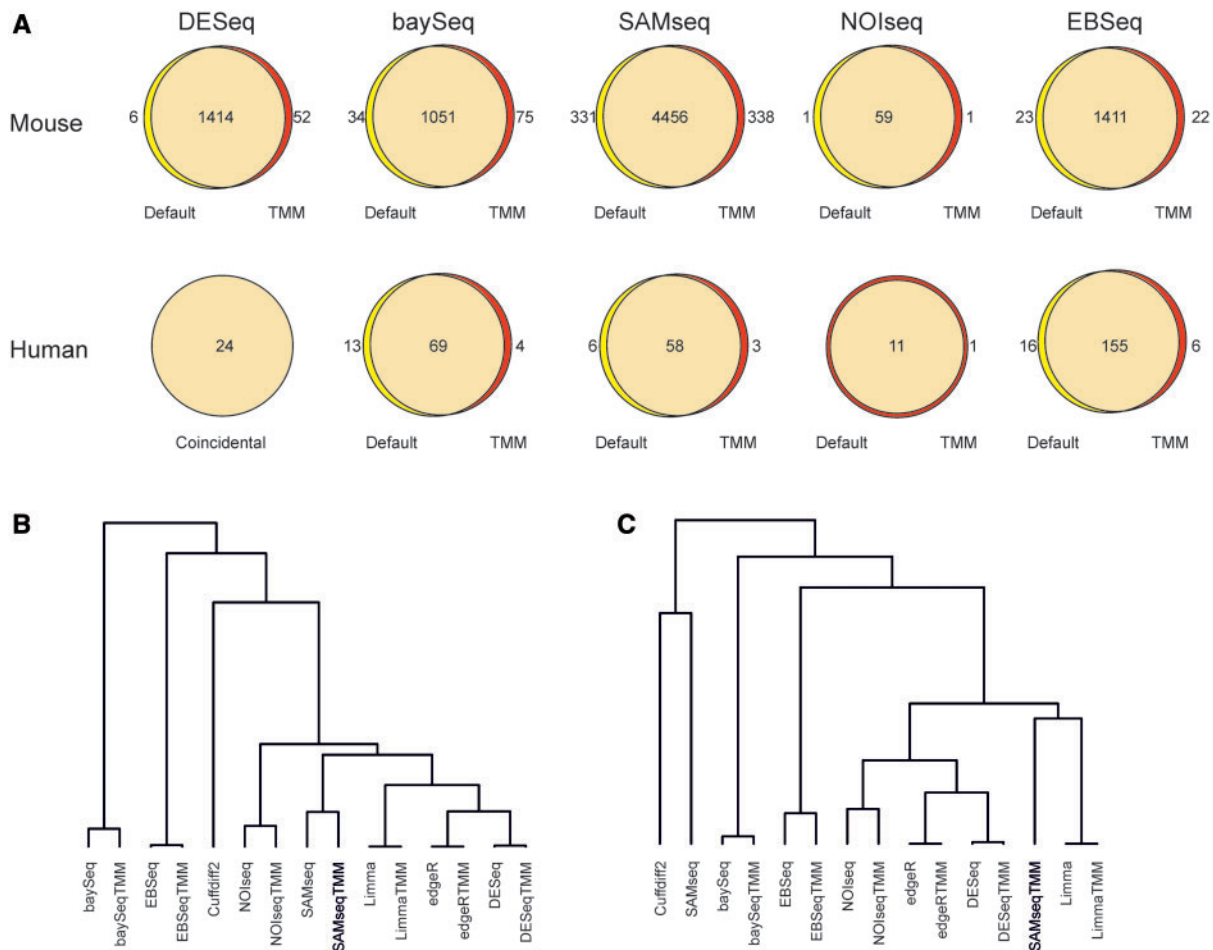 A
DESeq baySeq SAMseq NOIseq EBSeq
Mouse
6 1414 52 34 1051 75 331 4456 338 1 59 1 23 1411 22
Default TMM Default TMM Default TMM Default TMM Default TMM
Human
24 13 69 4 6 58 3 11 1 16 155 6
Coincidental Default TMM Default TMM Default TMM Default TMM
B
baySeq
baySeqTMM
EBSeq
EBSeqTMM
Cuffdiff2
NOIseq
NOIseqTMM
SAMseq
SAMseqTMM
Limma
LimmaTMM
edgeR
edgeRTMM
DESeq
DESeqTMM
C
Cuffdiff2
SAMseq
baySeq
baySeqTMM
EBSeq
EBSeqTMM
NOIseq
NOIseqTMM
edgeR
edgeRTMM
DESeq
DESeqTMM
SAMseqTMM
Limma
LimmaTMM